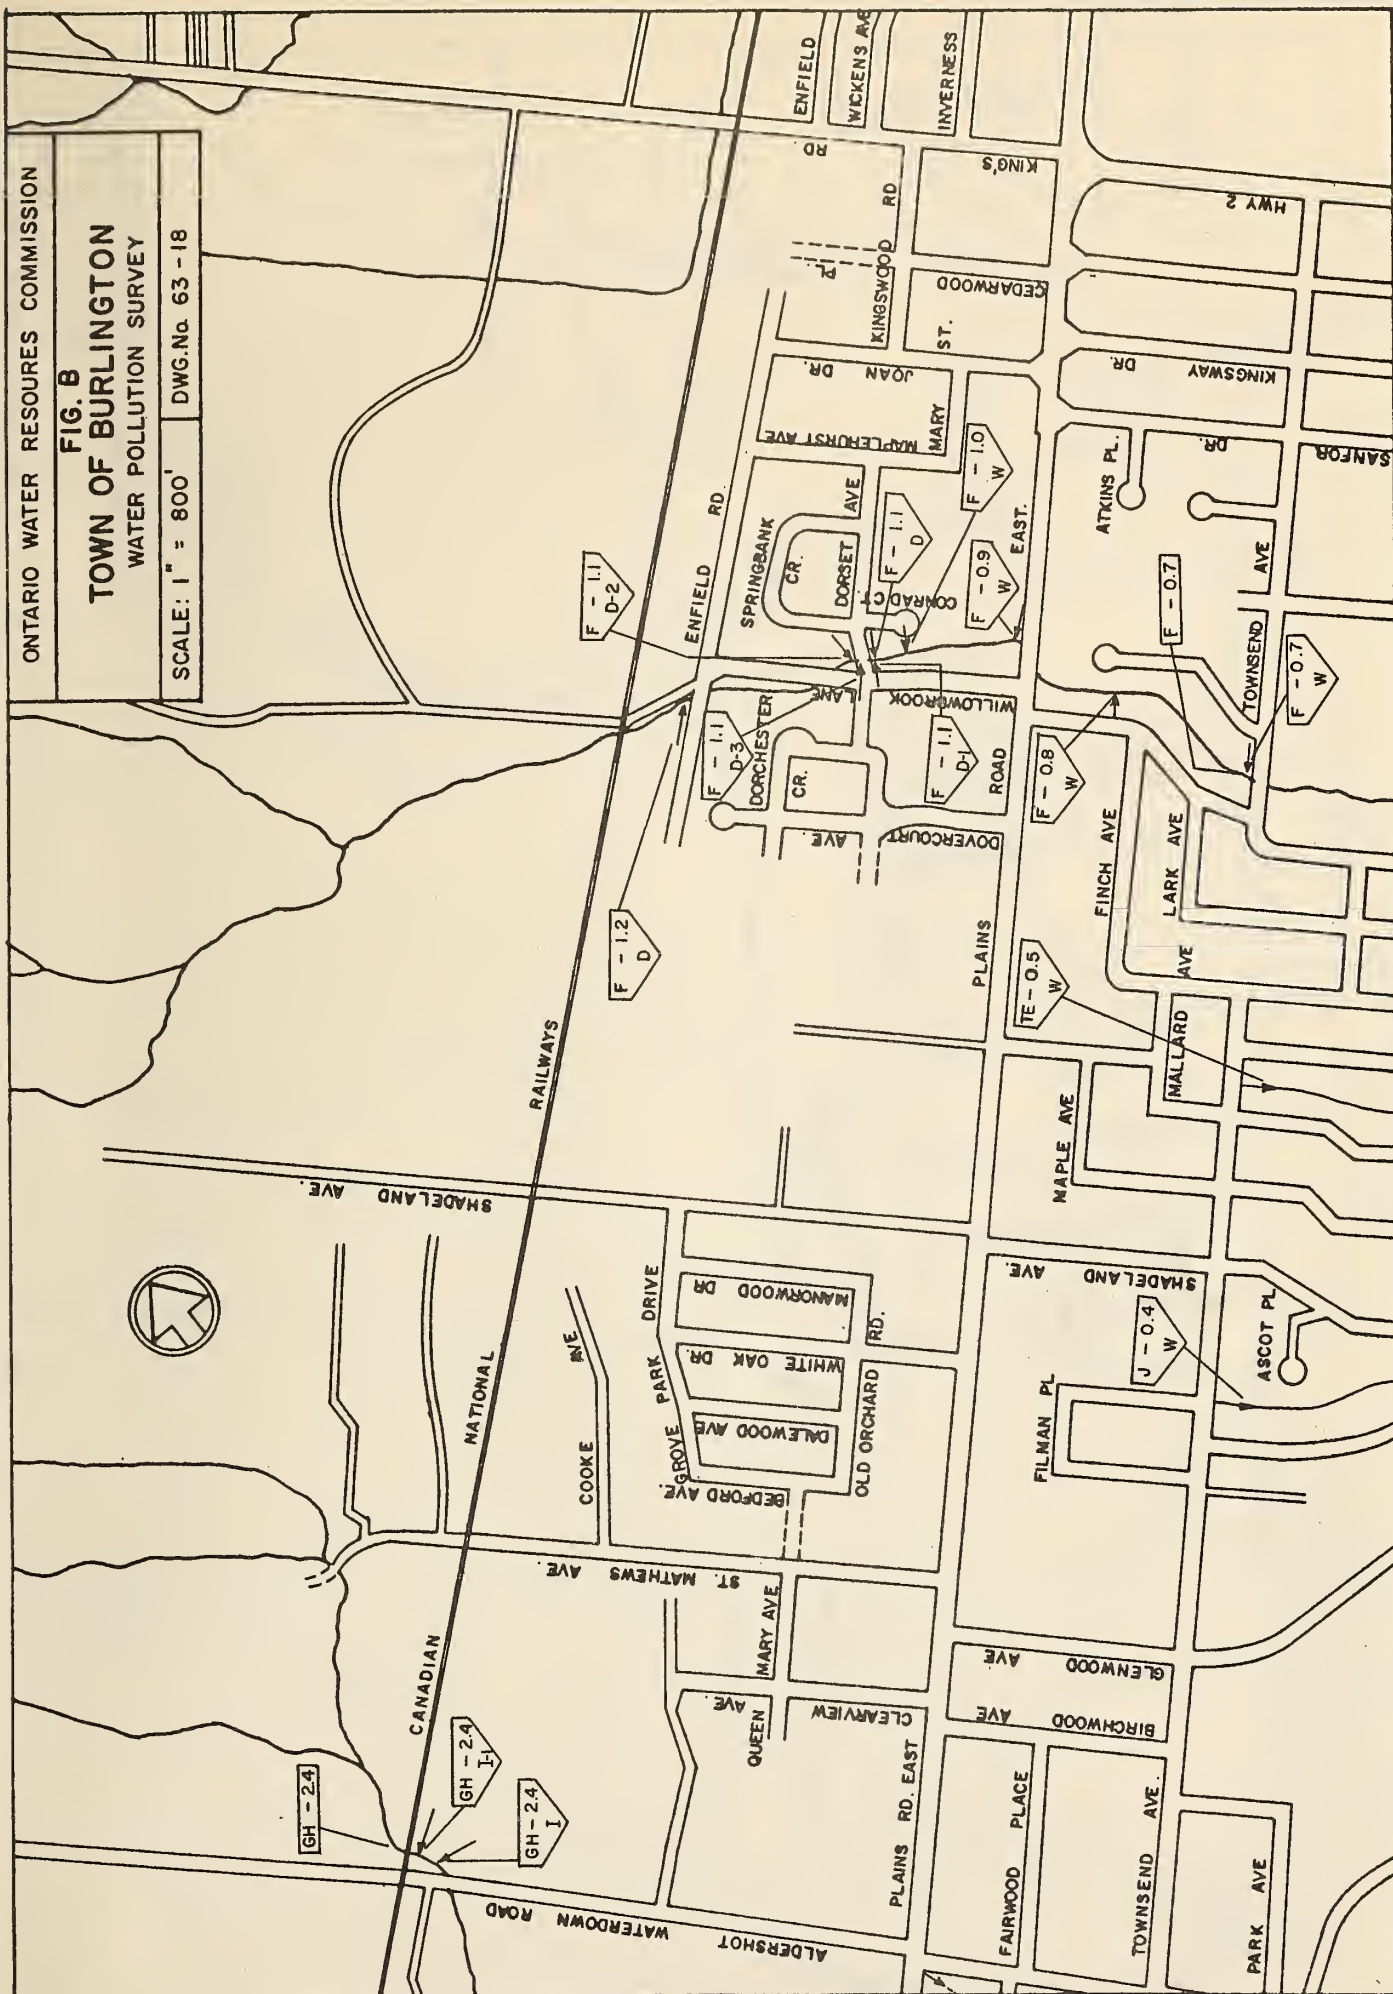 ONTARIO WATER RESOURES COMMISSION
FIG. B
TOWN OF BURLINGTON
WATER POLLUTION SURVEY
SCALE: 1" = 800'
DWG.No. 63-18
ENFIELD
WICKENS AVE
INVERNESS
RD
KING'S
HWY 2
KINGSWOOD RD
PL.
CEDARWOOD
ST.
JOAN DR.
KINGSWAY DR.
MAPLEHURST AVE
MARY
SANFOR
DR.
ATKINS PL.
ENFIELD RD.
SPRINGBANK
CR.
DORSET AVE
CONRAD CT.
EAST.
F - 1.0
W
F - 1.1
D
F - 0.9
W
F - 1.1
D-2
F - 0.7
F - 0.7
W
TOWNSEND AVE
WILLOWBROOK
LANE
F - 1.1
D-3
F - 1.1
D-1
DORCHESTER
CR.
AVE
DOVERCOURT
ROAD
F - 0.8
W
F - 1.2
D
FINCH AVE
LARK AVE
AVE
MALLARD
PLAINS
TE - 0.5
W
MAPLE AVE
RAILWAYS
NATIONAL
CANADIAN
SHADELAND AVE.
SHADELAND AVE.
MANORWOOD DR
WHITE OAK DR.
DALEWOOD AVE
BEDFORD AVE.
GROVE PARK DRIVE
OLD ORCHARD RD.
COOKE AVE
ST. MATHEWS AVE.
J - 0.4
W
ASCOT PL.
FILMAN PL
MARY AVE
QUEEN
AVE
CLEARVIEW
GLENWOOD AVE
BIRCHWOOD AVE
GH - 2.4
GH - 2.4
I-1
GH - 2.4
I
PLAINS RD. EAST
FAIRWOOD PLACE
TOWNSEND AVE.
PARK AVE
ALDERSHOT WATERDOWN ROAD